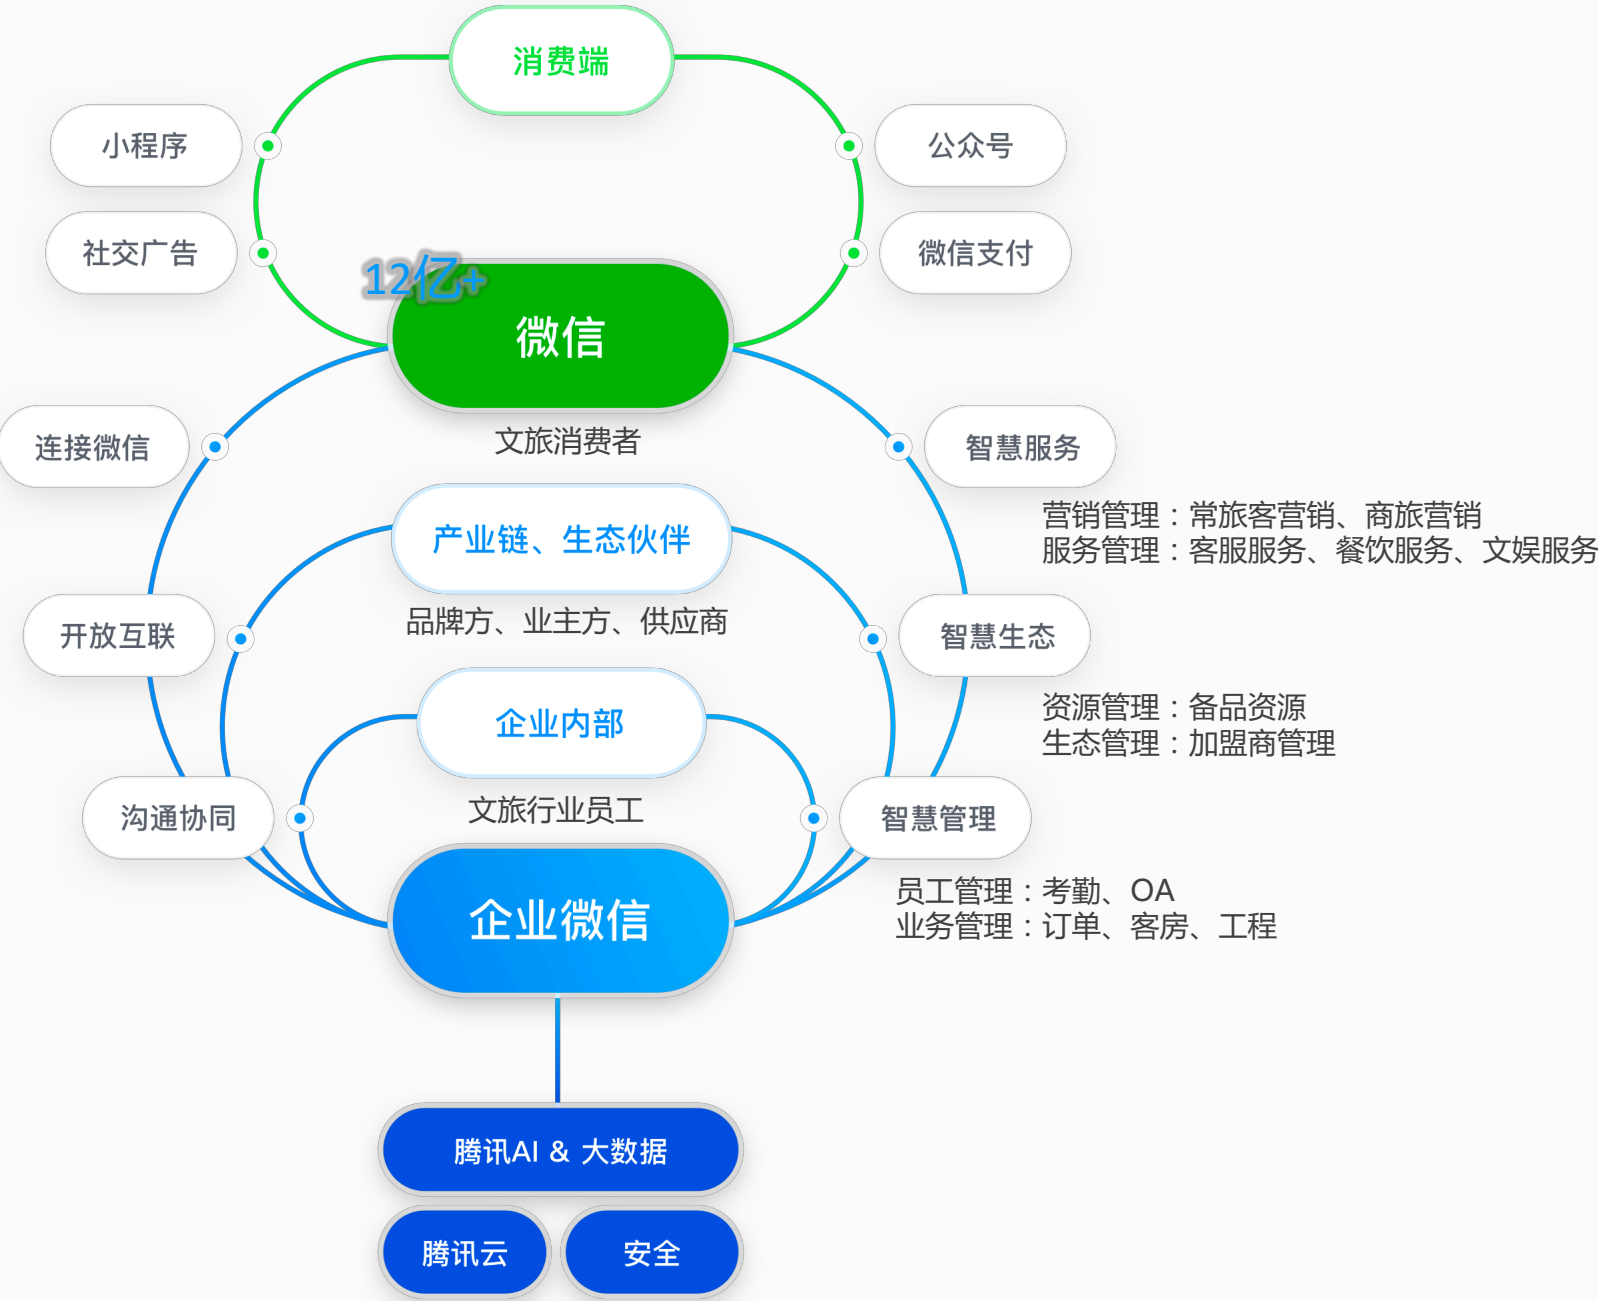 消费端
小程序
公众号
社交广告
微信支付
12亿+
微信
文旅消费者
连接微信
智慧服务
营销管理：常旅客营销、商旅营销
服务管理：客服服务、餐饮服务、文娱服务
产业链、生态伙伴
品牌方、业主方、供应商
开放互联
智慧生态
资源管理：备品资源
生态管理：加盟商管理
企业内部
文旅行业员工
沟通协同
智慧管理
员工管理：考勤、OA
业务管理：订单、客房、工程
企业微信
腾讯AI & 大数据
腾讯云
安全